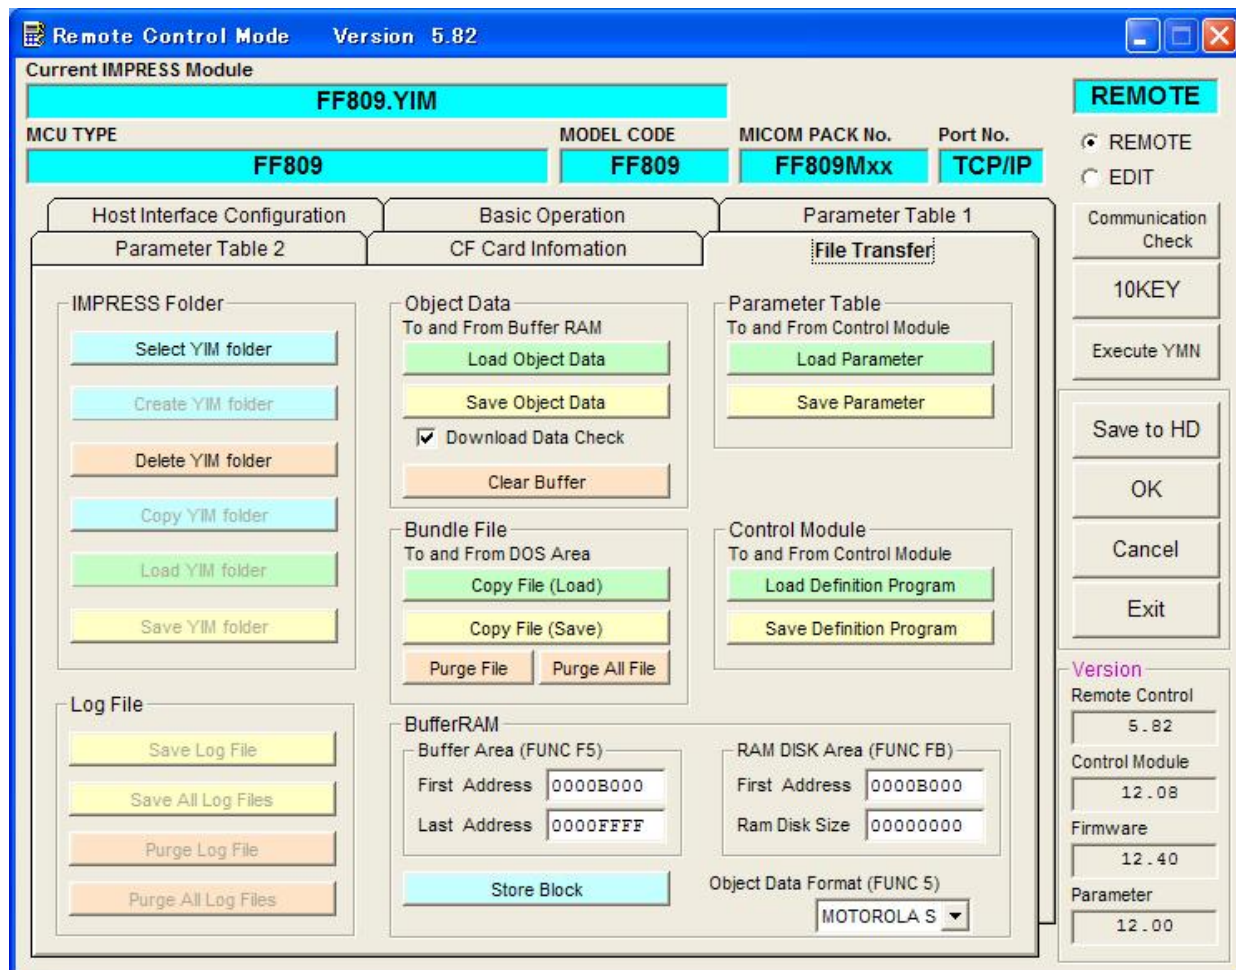 Remote Control Mode Version 5.82
Current IMPRESS Module
FF809.YIM
MCU TYPE
MODEL CODE
MICOM PACK No.
Port No.
FF809
FF809
FF809Mxx
TCP/IP
REMOTE
REMOTE
EDIT
Host Interface Configuration
Basic Operation
Parameter Table 1
Parameter Table 2
CF Card Infomation
File Transfer
IMPRESS Folder
Select YIM folder
Create YIM folder
Delete YIM folder
Copy YIM folder
Load YIM folder
Save YIM folder
Log File
Save Log File
Save All Log Files
Purge Log File
Purge All Log Files
Object Data
To and From Buffer RAM
Load Object Data
Save Object Data
Download Data Check
Clear Buffer
Bundle File
To and From DOS Area
Copy File (Load)
Copy File (Save)
Purge File
Purge All File
Parameter Table
To and From Control Module
Load Parameter
Save Parameter
Control Module
To and From Control Module
Load Definition Program
Save Definition Program
BufferRAM
Buffer Area (FUNC F5)
First Address 0000B000
Last Address 0000FFFF
RAM DISK Area (FUNC FB)
First Address 0000B000
Ram Disk Size 00000000
Store Block
Object Data Format (FUNC 5)
MOTOROLA S
Communication
Check
10KEY
Execute YMN
Save to HD
OK
Cancel
Exit
Version
Remote Control
5.82
Control Module
12.08
Firmware
12.40
Parameter
12.00